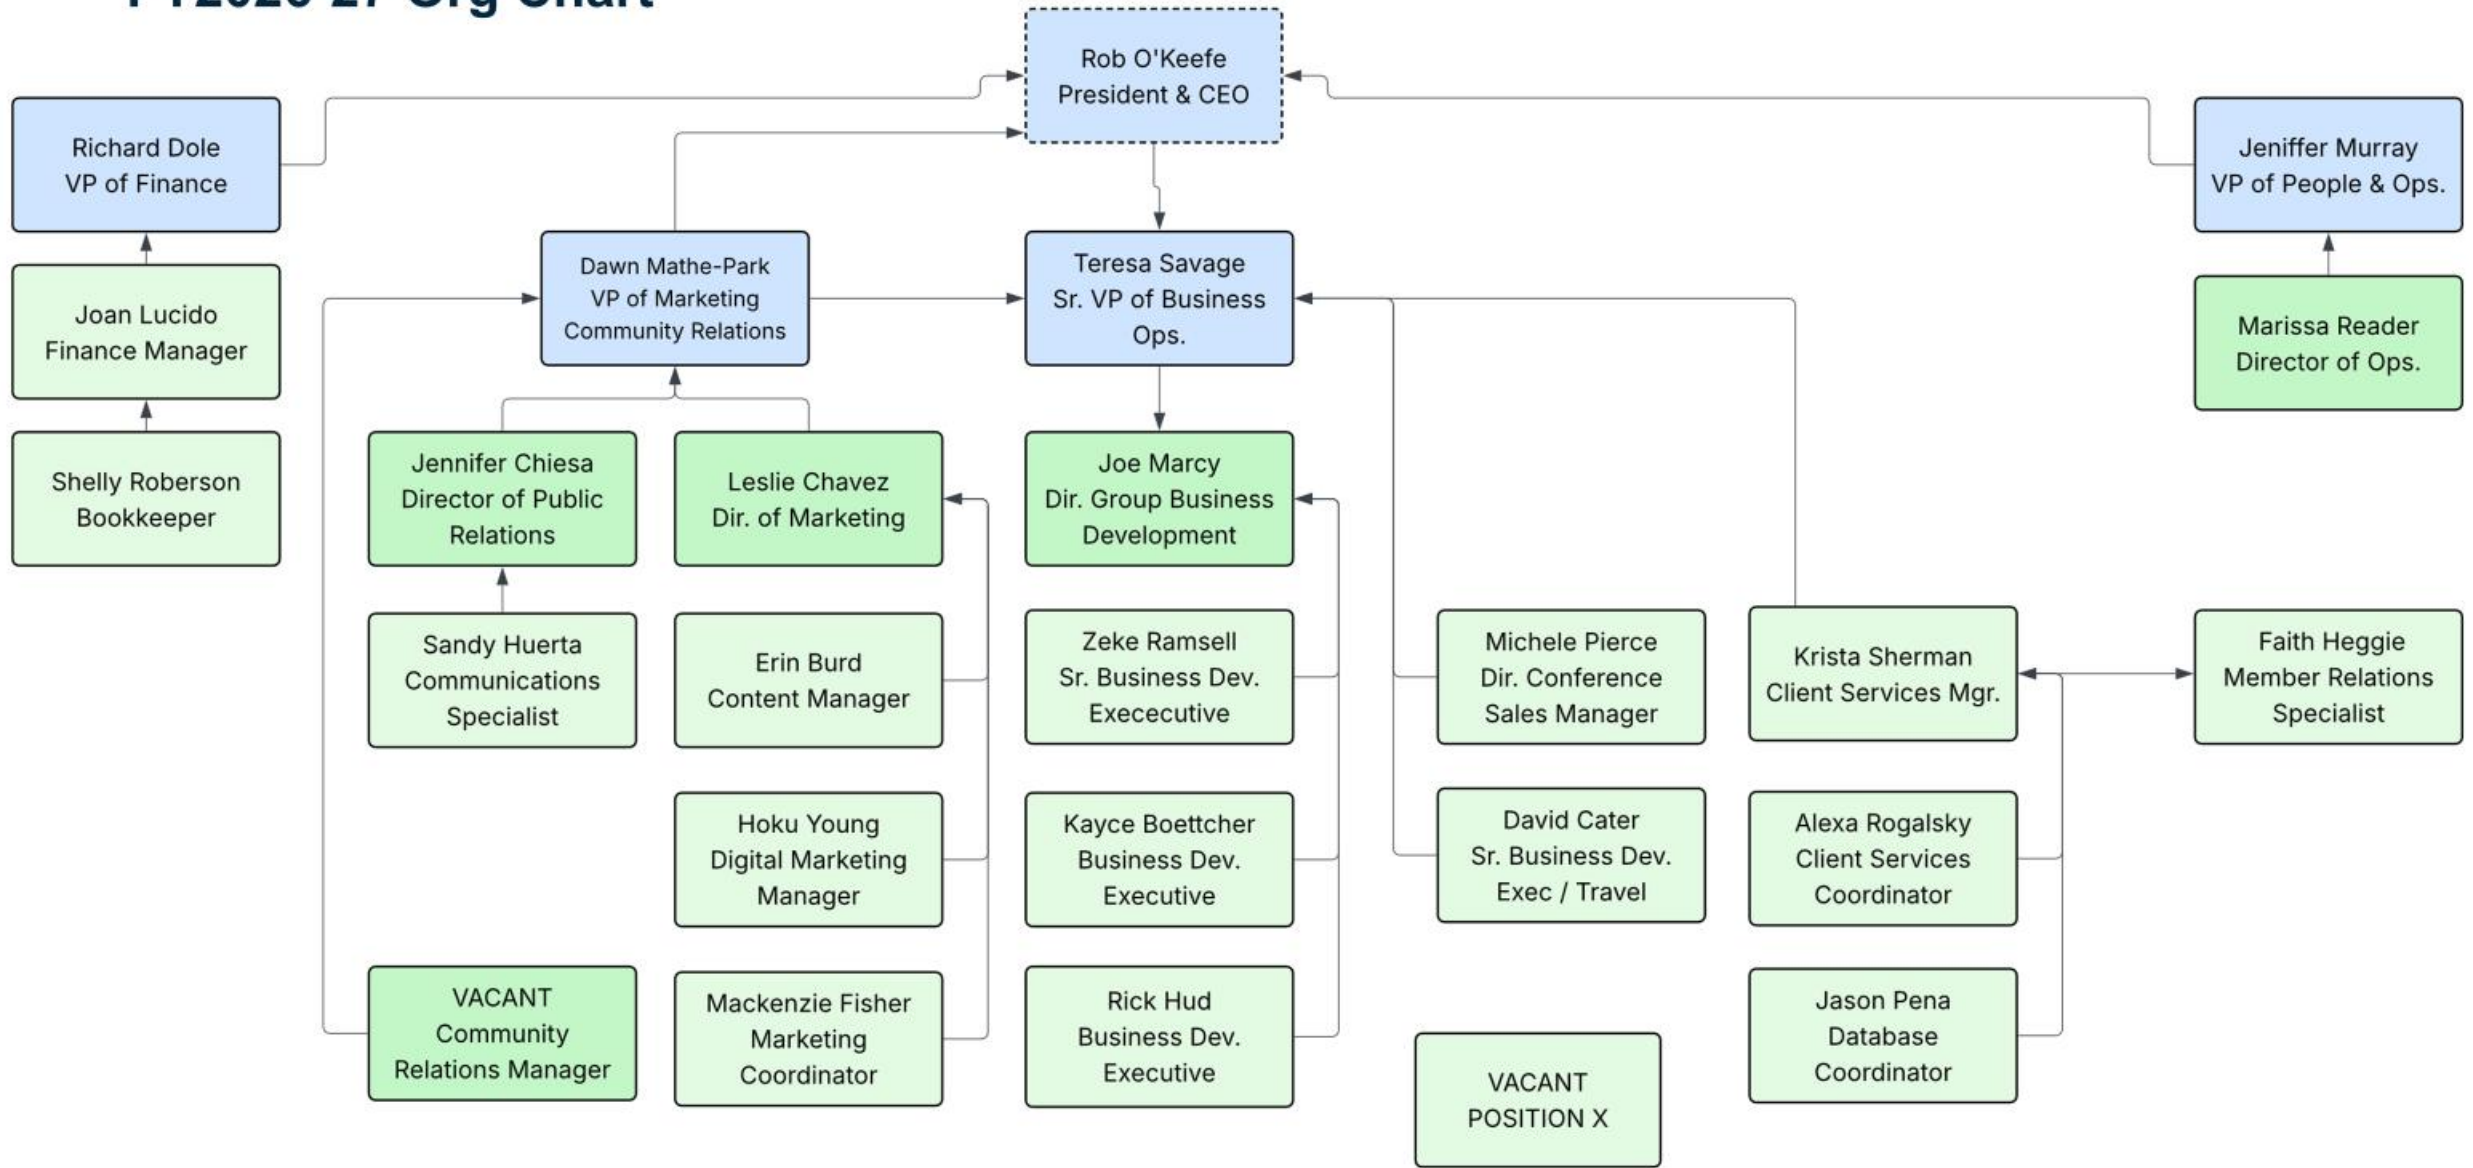 Org Chart
Rob O'Keefe
President & CEO
Richard Dole
VP of Finance
Jeniffer Murray
VP of People & Ops.
Dawn Mathe-Park
VP of Marketing
Community Relations
Teresa Savage
Sr. VP of Business
Ops.
Joan Lucido
Finance Manager
Marissa Reader
Director of Ops.
Shelly Roberson
Bookkeeper
Jennifer Chiesa
Director of Public
Relations
Leslie Chavez
Dir. of Marketing
Joe Marcy
Dir. Group Business
Development
Sandy Huerta
Communications
Specialist
Erin Burd
Content Manager
Zeke Ramsell
Sr. Business Dev.
Exececutive
Michele Pierce
Dir. Conference
Sales Manager
Krista Sherman
Client Services Mgr.
Faith Heggie
Member Relations
Specialist
Hoku Young
Digital Marketing
Manager
Kayce Boettcher
Business Dev.
Executive
David Cater
Sr. Business Dev.
Exec / Travel
Alexa Rogalsky
Client Services
Coordinator
VACANT
Community
Relations Manager
Mackenzie Fisher
Marketing
Coordinator
Rick Hud
Business Dev.
Executive
VACANT
POSITION X
Jason Pena
Database
Coordinator